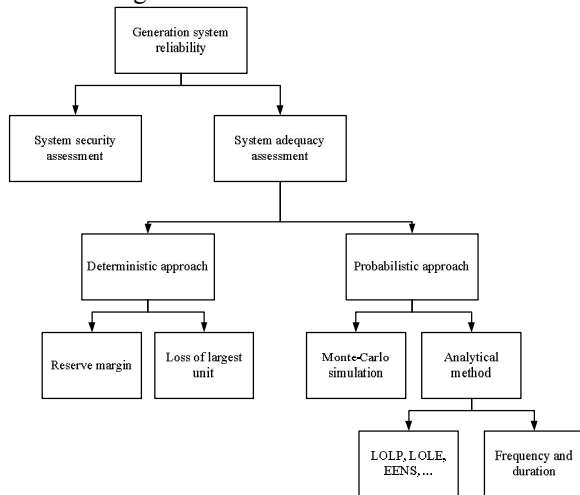 Generation system
reliability
System security
assessment
System adequacy
assessment
Deterministic approach
Probabilistic approach
Reserve margin
Loss of largest
unit
Monte-Carlo
simulation
Analytical
method
LOLP, LOLE,
EENS, ...
Frequency and
duration